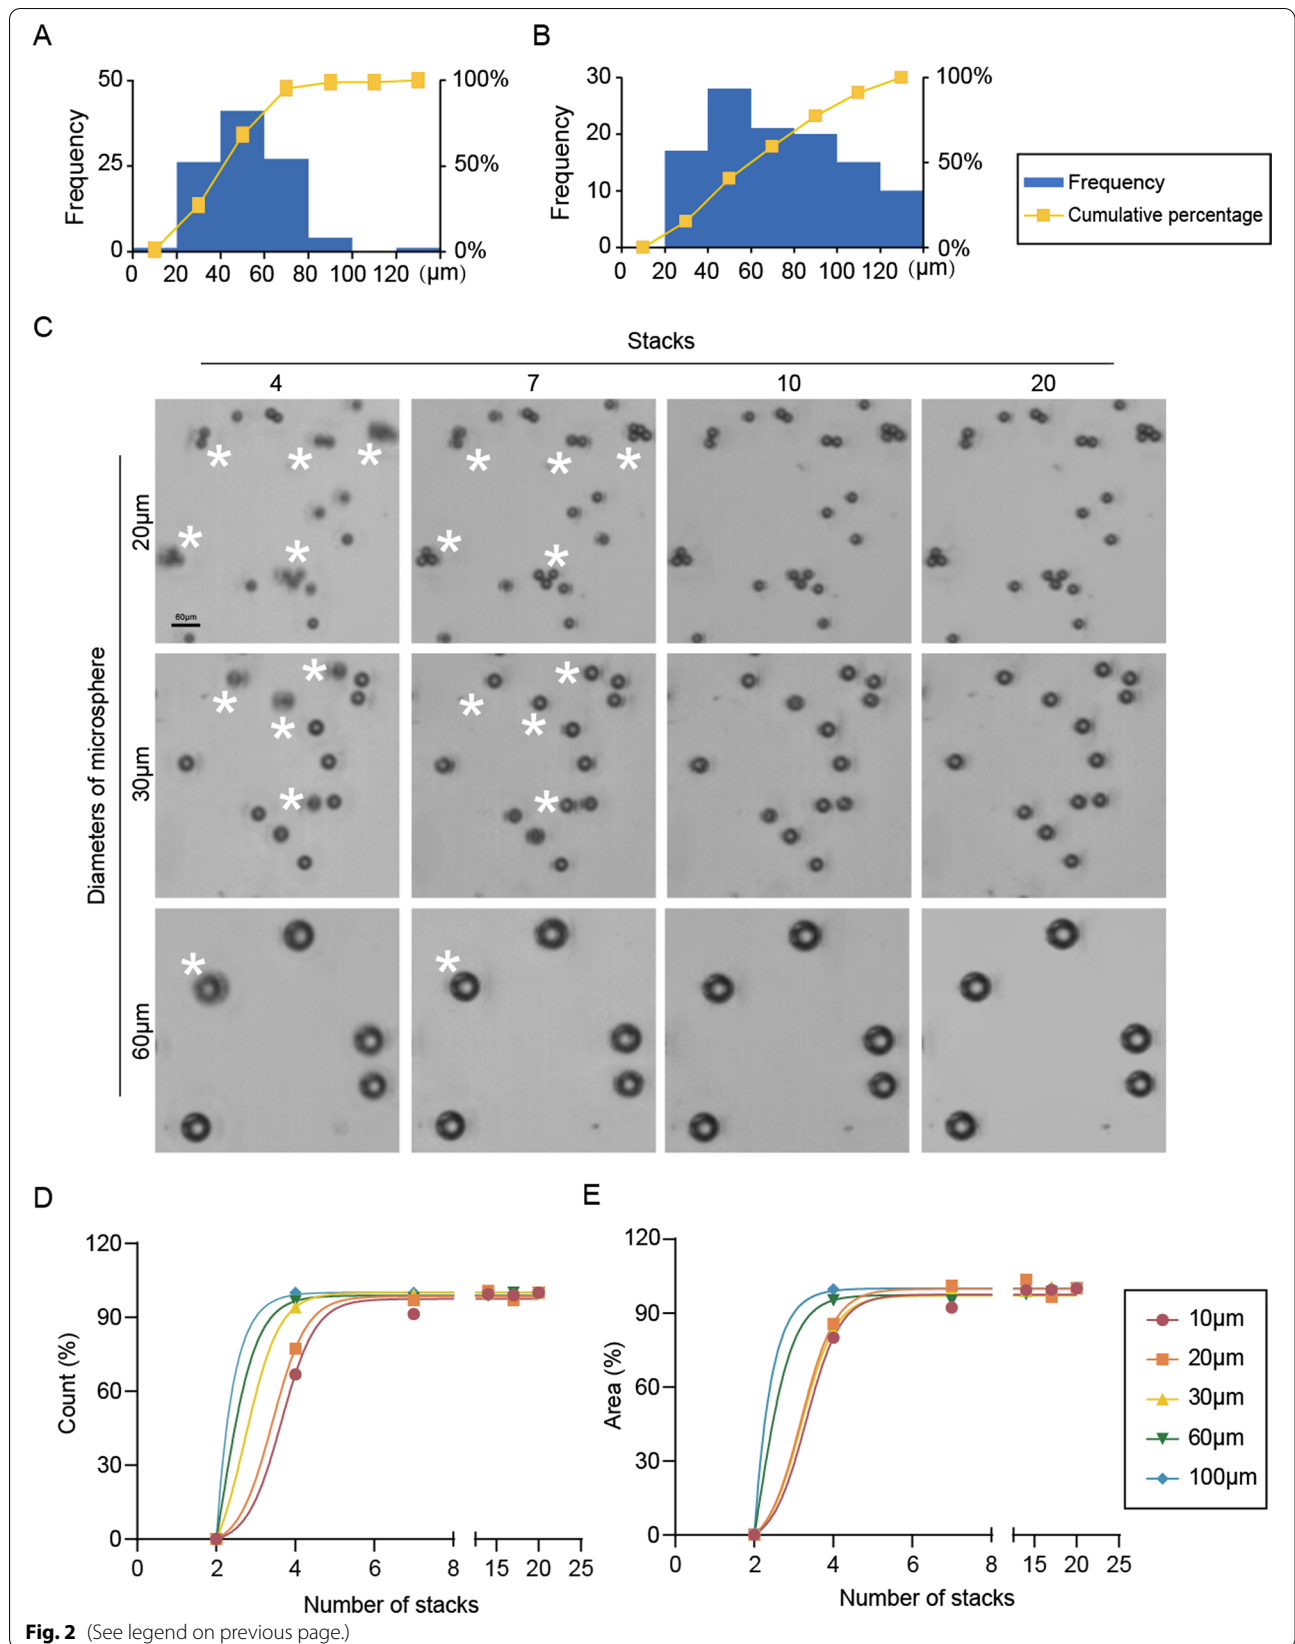 A
B
50
25
0
Frequency
100%
50%
0%
0 20 40 60 80 100 120 (μm)
30
20
10
0
Frequency
100%
50%
0%
0 20 40 60 80 100 120 (μm)
Frequency
Cumulative percentage
C
Stacks
4 7 10 20
Diameters of microsphere
20μm
* * * * *
* * * * *
60μm
30μm
* * * *
* * * *
60μm
* *
D
E
120
90
60
30
0
Count (%)
0 2 4 6 8 15 20 25
Number of stacks
120
90
60
30
0
Area (%)
0 2 4 6 8 15 20 25
Number of stacks
10μm
20μm
30μm
60μm
100μm
Fig. 2 (See legend on previous page.)